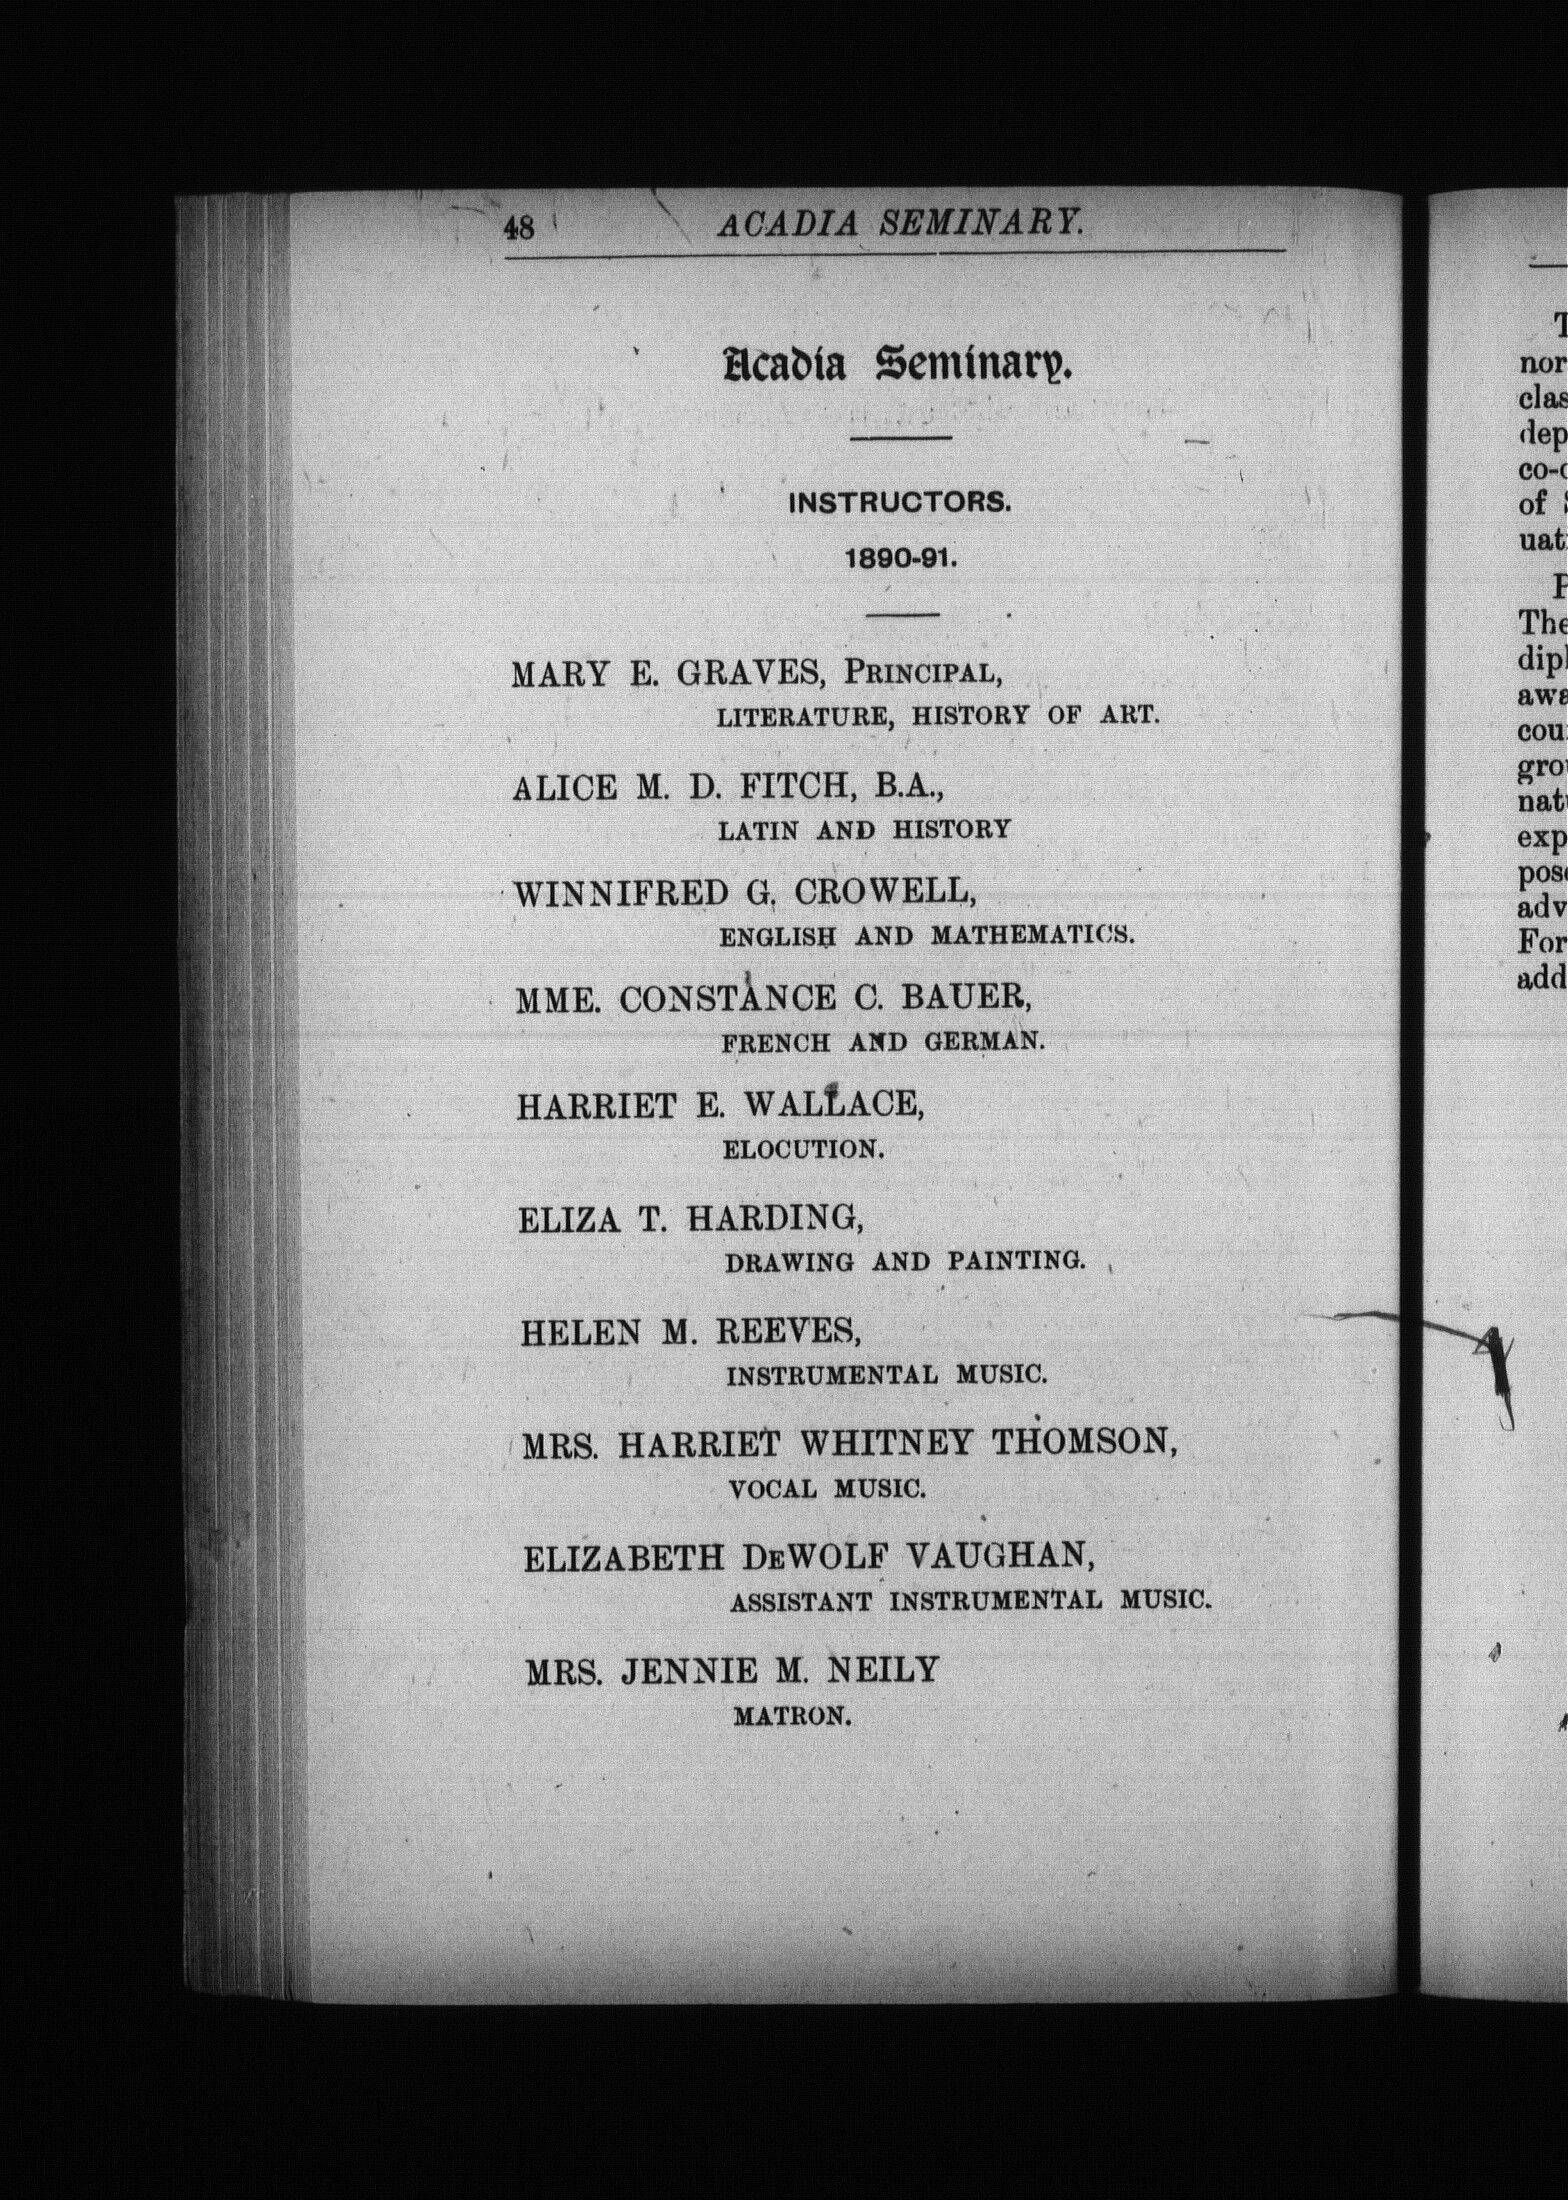 48 ACADIA SEMINARY.
Acadia Seminary.
INSTRUCTORS.
1890-91.
MARY E. GRAVES, PRINCIPAL,
LITERATURE, HISTORY OF ART.
ALICE M. D. FITCH, B.A.,
LATIN AND HISTORY
WINNIFRED G. CROWELL,
ENGLISH AND MATHEMATICS.
MME. CONSTANCE C. BAUER,
FRENCH AND GERMAN.
HARRIET E. WALLACE,
ELOCUTION.
ELIZA T. HARDING,
DRAWING AND PAINTING.
HELEN M. REEVES,
INSTRUMENTAL MUSIC.
MRS. HARRIET WHITNEY THOMSON,
VOCAL MUSIC.
ELIZABETH DEWOLF VAUGHAN,
ASSISTANT INSTRUMENTAL MUSIC.
MRS. JENNIE M. NEILY
MATRON.
of
The
For